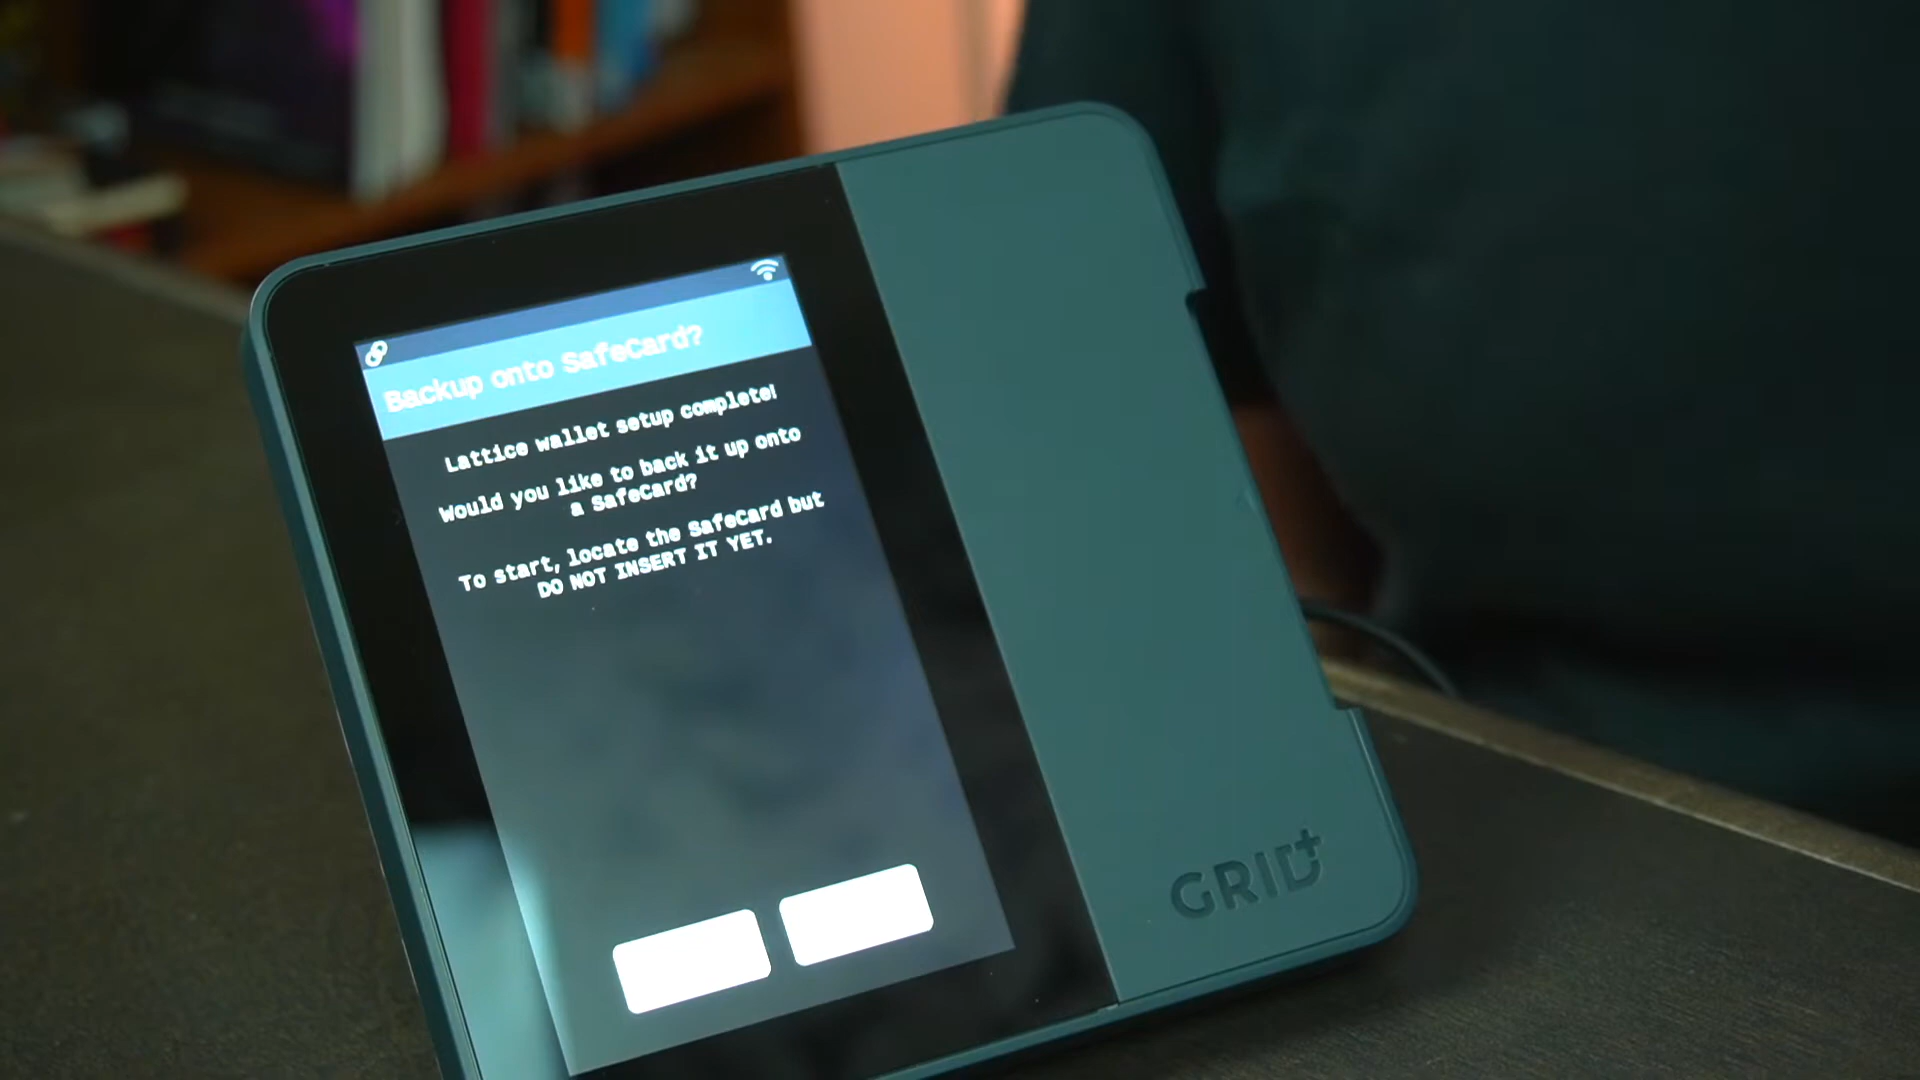 Backup onto SafeCard?
Lattice wallet setup complete!
Would you like to back it up onto
a SafeCard?
To start, locate the SafeCard but
DO NOT INSERT IT YET.
GRID+